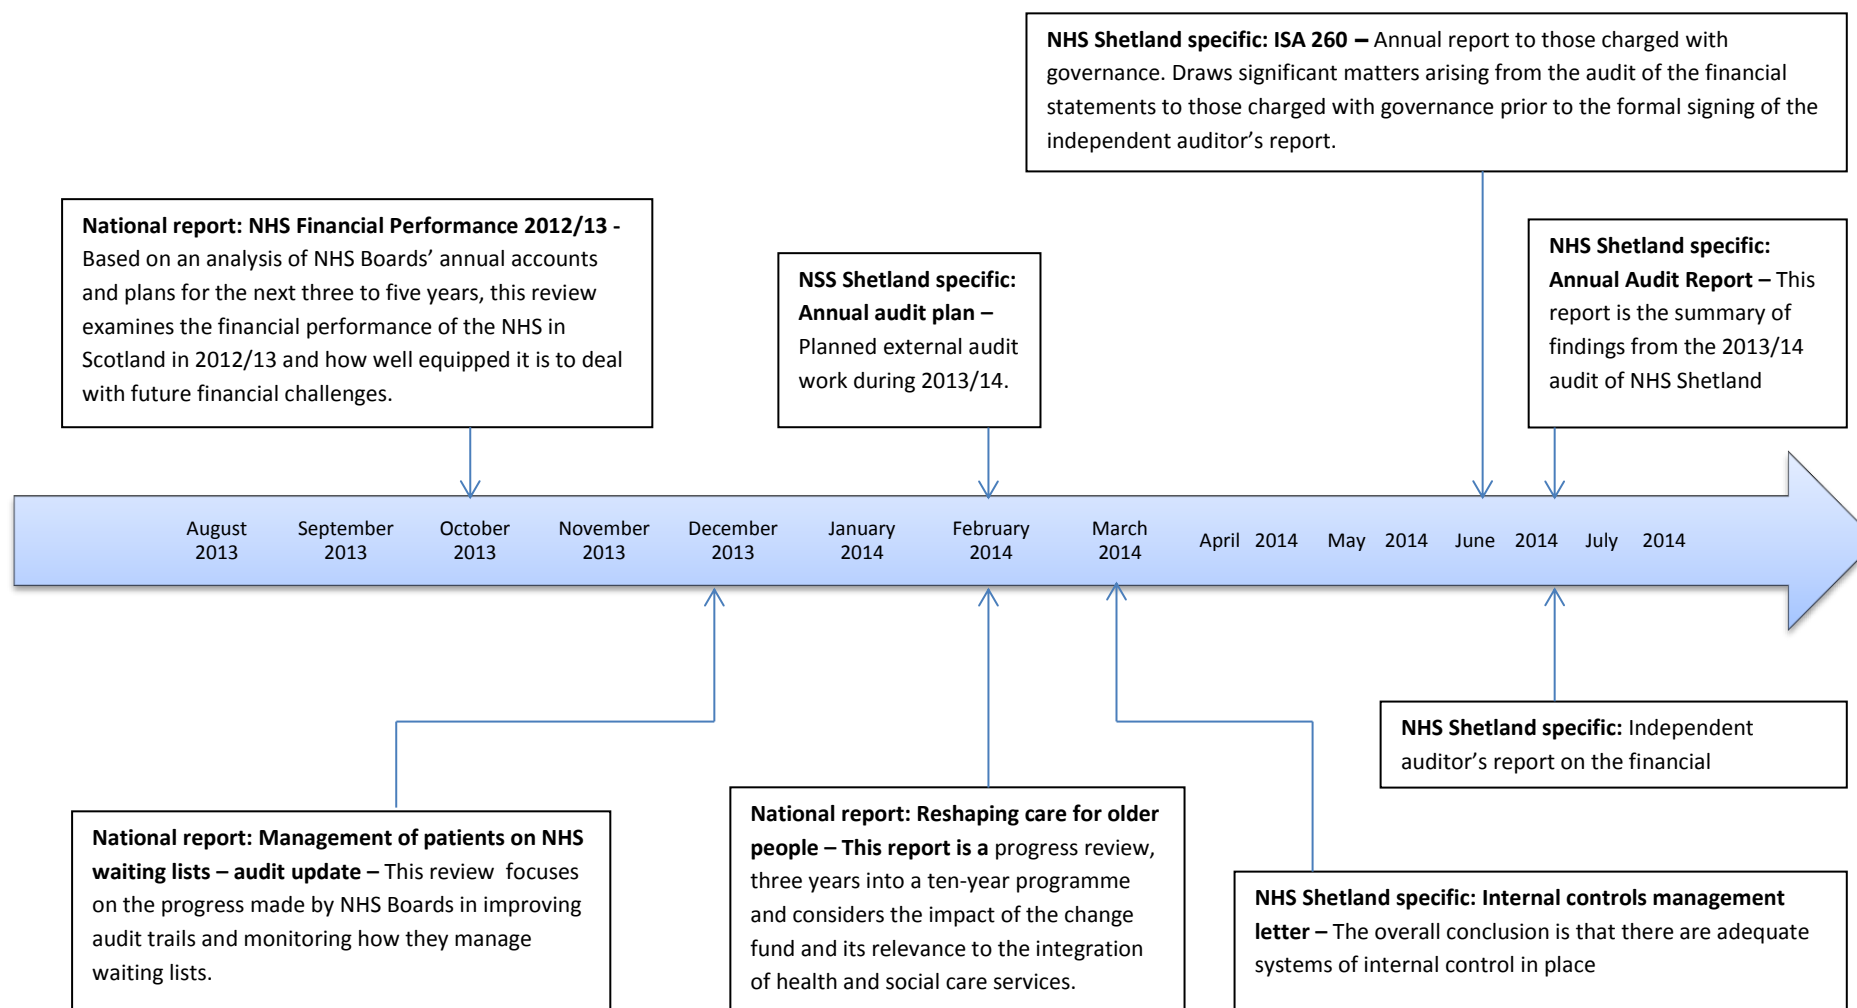 NHS Shetland specific: ISA 260 – Annual report to those charged with
governance. Draws significant matters arising from the audit of the financial
statements to those charged with governance prior to the formal signing of the
independent auditor’s report.
National report: NHS Financial Performance 2012/13 -
Based on an analysis of NHS Boards’ annual accounts
and plans for the next three to five years, this review
examines the financial performance of the NHS in
Scotland in 2012/13 and how well equipped it is to deal
with future financial challenges.
NSS Shetland specific:
Annual audit plan –
Planned external audit
work during 2013/14.
NHS Shetland specific:
Annual Audit Report – This
report is the summary of
findings from the 2013/14
audit of NHS Shetland
August
2013
September
2013
October
2013
November
2013
December
2013
January
2014
February
2014
March
2014
April 2014
May 2014
June 2014
July 2014
NHS Shetland specific: Independent
auditor’s report on the financial
National report: Management of patients on NHS
waiting lists – audit update – This review focuses
on the progress made by NHS Boards in improving
audit trails and monitoring how they manage
waiting lists.
National report: Reshaping care for older
people – This report is a progress review,
three years into a ten-year programme
and considers the impact of the change
fund and its relevance to the integration
of health and social care services.
NHS Shetland specific: Internal controls management
letter – The overall conclusion is that there are adequate
systems of internal control in place